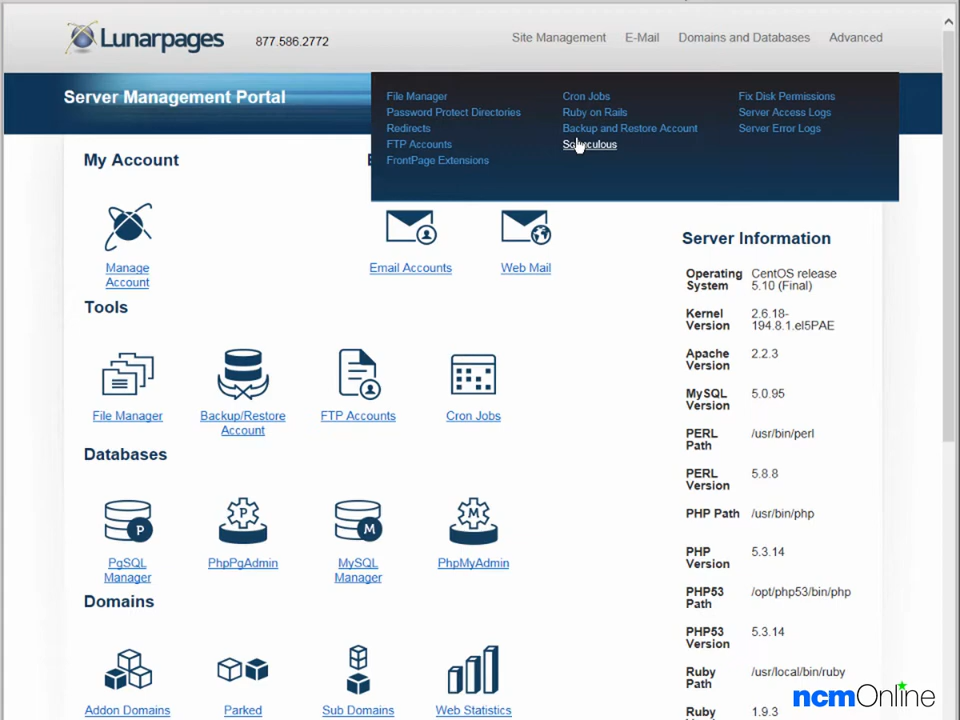 Lunarpages
877.586.2772
Site Management
E-Mail
Domains and Databases
Advanced
Server Management Portal
File Manager
Password Protect Directories
Redirects
FTP Accounts
FrontPage Extensions
Cron Jobs
Ruby on Rails
Backup and Restore Account
Fix Disk Permissions
Server Access Logs
Server Error Logs
My Account
Manage
Account
Email Accounts
Web Mail
Tools
File Manager
Backup/Restore
Account
FTP Accounts
Cron Jobs
Databases
P
M
P
M
PgSQL
Manager
PhpPgAdmin
MySQL
Manager
PhpMyAdmin
Domains
Addon Domains
Parked
Sub Domains
Web Statistics
Server Information
Operating System CentOS release 5.10 (Final)
Kernel Version 2.6.18-194.8.1.el5PAE
Apache Version 2.2.3
MySQL Version 5.0.95
PERL Path /usr/bin/perl
PERL Version 5.8.8
PHP Path /usr/bin/php
PHP Version 5.3.14
PHP53 Path /opt/php53/bin/php
PHP53 Version 5.3.14
Ruby Path /usr/local/bin/ruby
1.9.3
ncmOnline